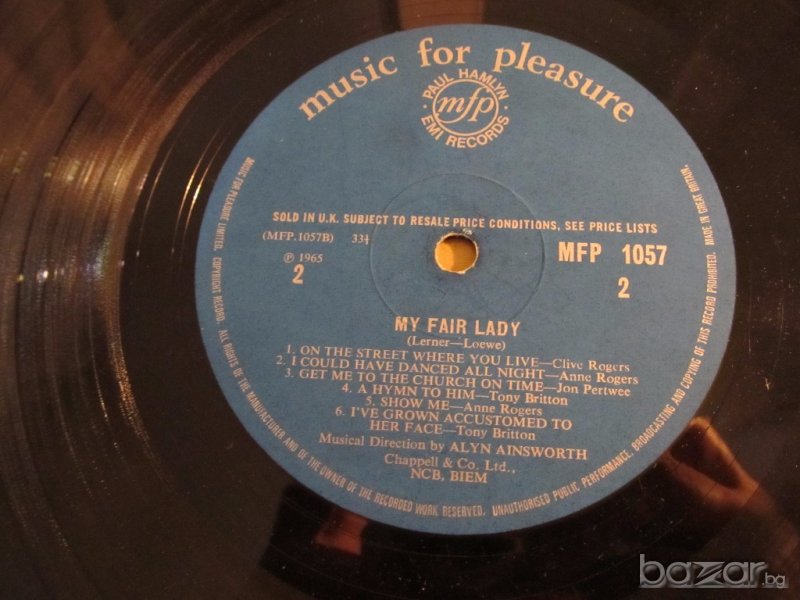 music for pleasure
PAUL HAMLYN
mfp
EMI RECORDS
SOLD IN U.K. SUBJECT TO RESALE PRICE CONDITIONS, SEE PRICE LISTS
(MFP.1057B) 33⅓
MFP 1057
℗ 1965
2
2
MY FAIR LADY
(Lerner—Loewe)
1. ON THE STREET WHERE YOU LIVE—Clive Rogers
2. I COULD HAVE DANCED ALL NIGHT—Anne Rogers
3. GET ME TO THE CHURCH ON TIME—Jon Pertwee
4. A HYMN TO HIM—Tony Britton
5. SHOW ME—Anne Rogers
6. I'VE GROWN ACCUSTOMED TO
HER FACE—Tony Britton
Musical Direction by ALYN AINSWORTH
Chappell & Co. Ltd.,
NCB, BIEM
MUSIC FOR PLEASURE LIMITED. COPYRIGHT RECORD. ALL RIGHTS OF THE MANUFACTURER AND OF THE OWNER OF THE RECORDED WORK RESERVED. UNAUTHORISED PUBLIC PERFORMANCE, BROADCASTING AND COPYING OF THIS RECORD PROHIBITED. MADE IN GREAT BRITAIN.
bazar.bg